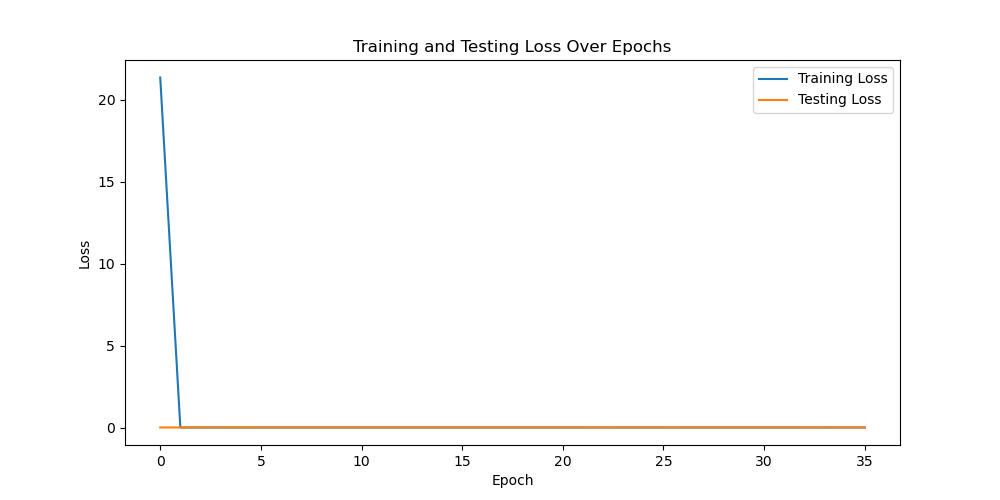 Training and Testing Loss Over Epochs
Training Loss
Testing Loss
20
15
10
5
0
Loss
0 5 10 15 20 25 30 35
Epoch